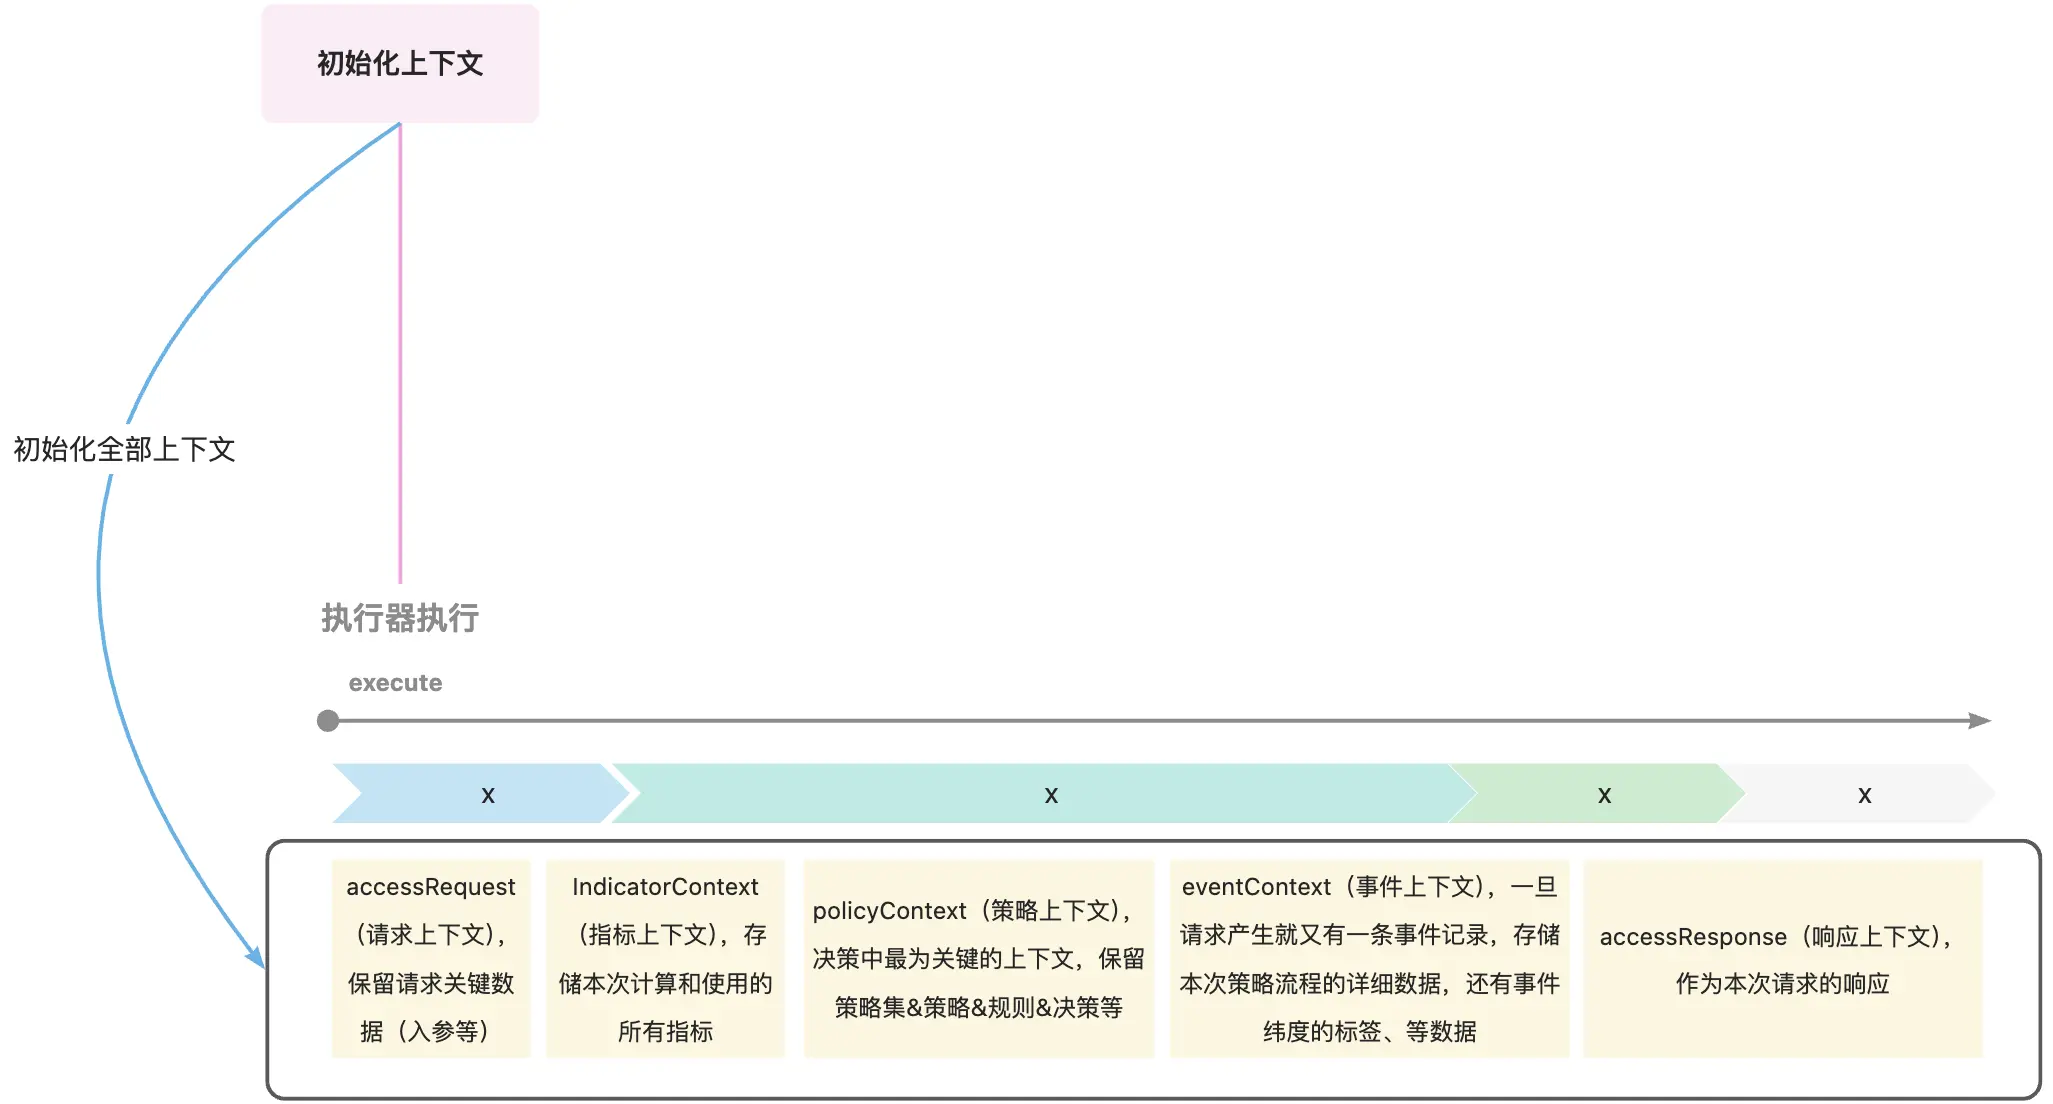 初始化上下文
初始化全部上下文
执行器执行
execute
x
x
x
x
accessRequest
（请求上下文），
保留请求关键数
据（入参等）
IndicatorContext
（指标上下文），存
储本次计算和使用的
所有指标
policyContext（策略上下文），
决策中最为关键的上下文，保留
策略集&策略&规则&决策等
eventContext（事件上下文），一旦
请求产生就又有一条事件记录，存储
本次策略流程的详细数据，还有事件
纬度的标签、等数据
accessResponse（响应上下文），
作为本次请求的响应